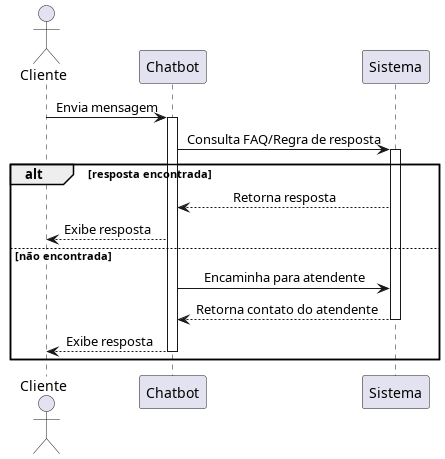 Cliente
Chatbot
Sistema
Envia mensagem
Consulta FAQ/Regra de resposta
alt
[resposta encontrada]
Retorna resposta
Exibe resposta
[não encontrada]
Encaminha para atendente
Retorna contato do atendente
Exibe resposta
Cliente
Chatbot
Sistema